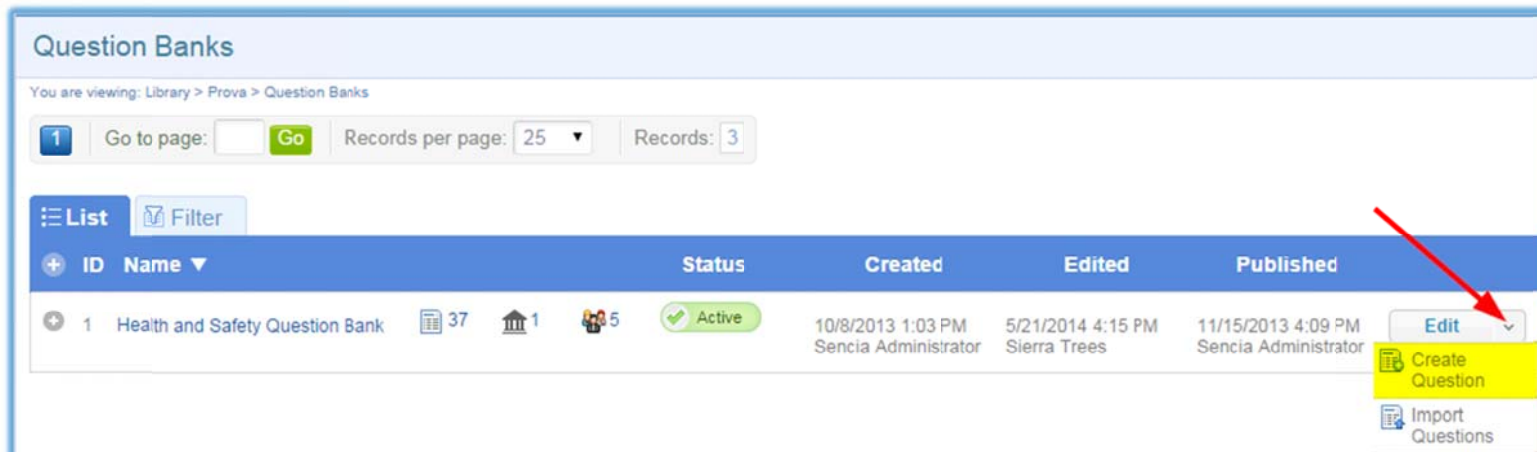 Question Banks
You are viewing: Library > Prova > Question Banks
1 Go to page: Go Records per page: 25 Records: 3
List Filter
ID Name Status Created Edited Published
1 Health and Safety Question Bank 37 1 5 Active 10/8/2013 1:03 PM 5/21/2014 4:15 PM 11/15/2013 4:09 PM Edit
Sencia Administrator Sierra Trees Sencia Administrator
Create
Question
Import
Questions